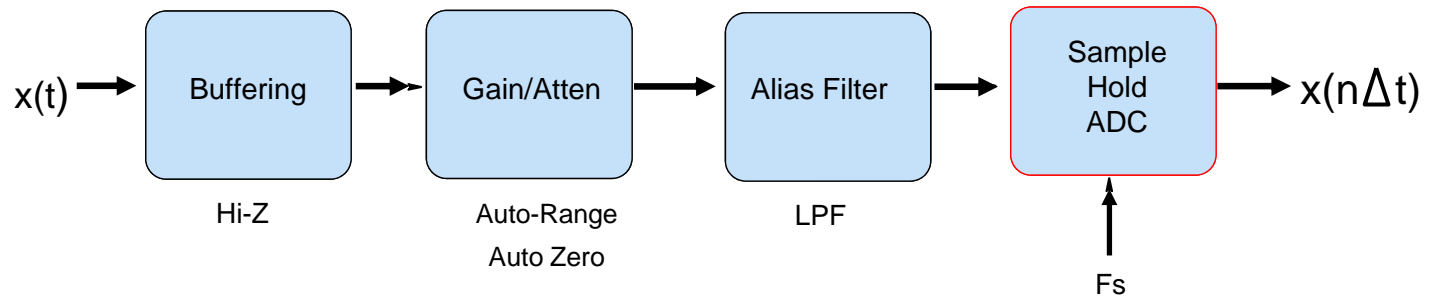 x(t)
Buffering
Hi-Z
Gain/Atten
Auto-Range
Auto Zero
Alias Filter
LPF
Sample
Hold
ADC
Fs
x(nΔt)